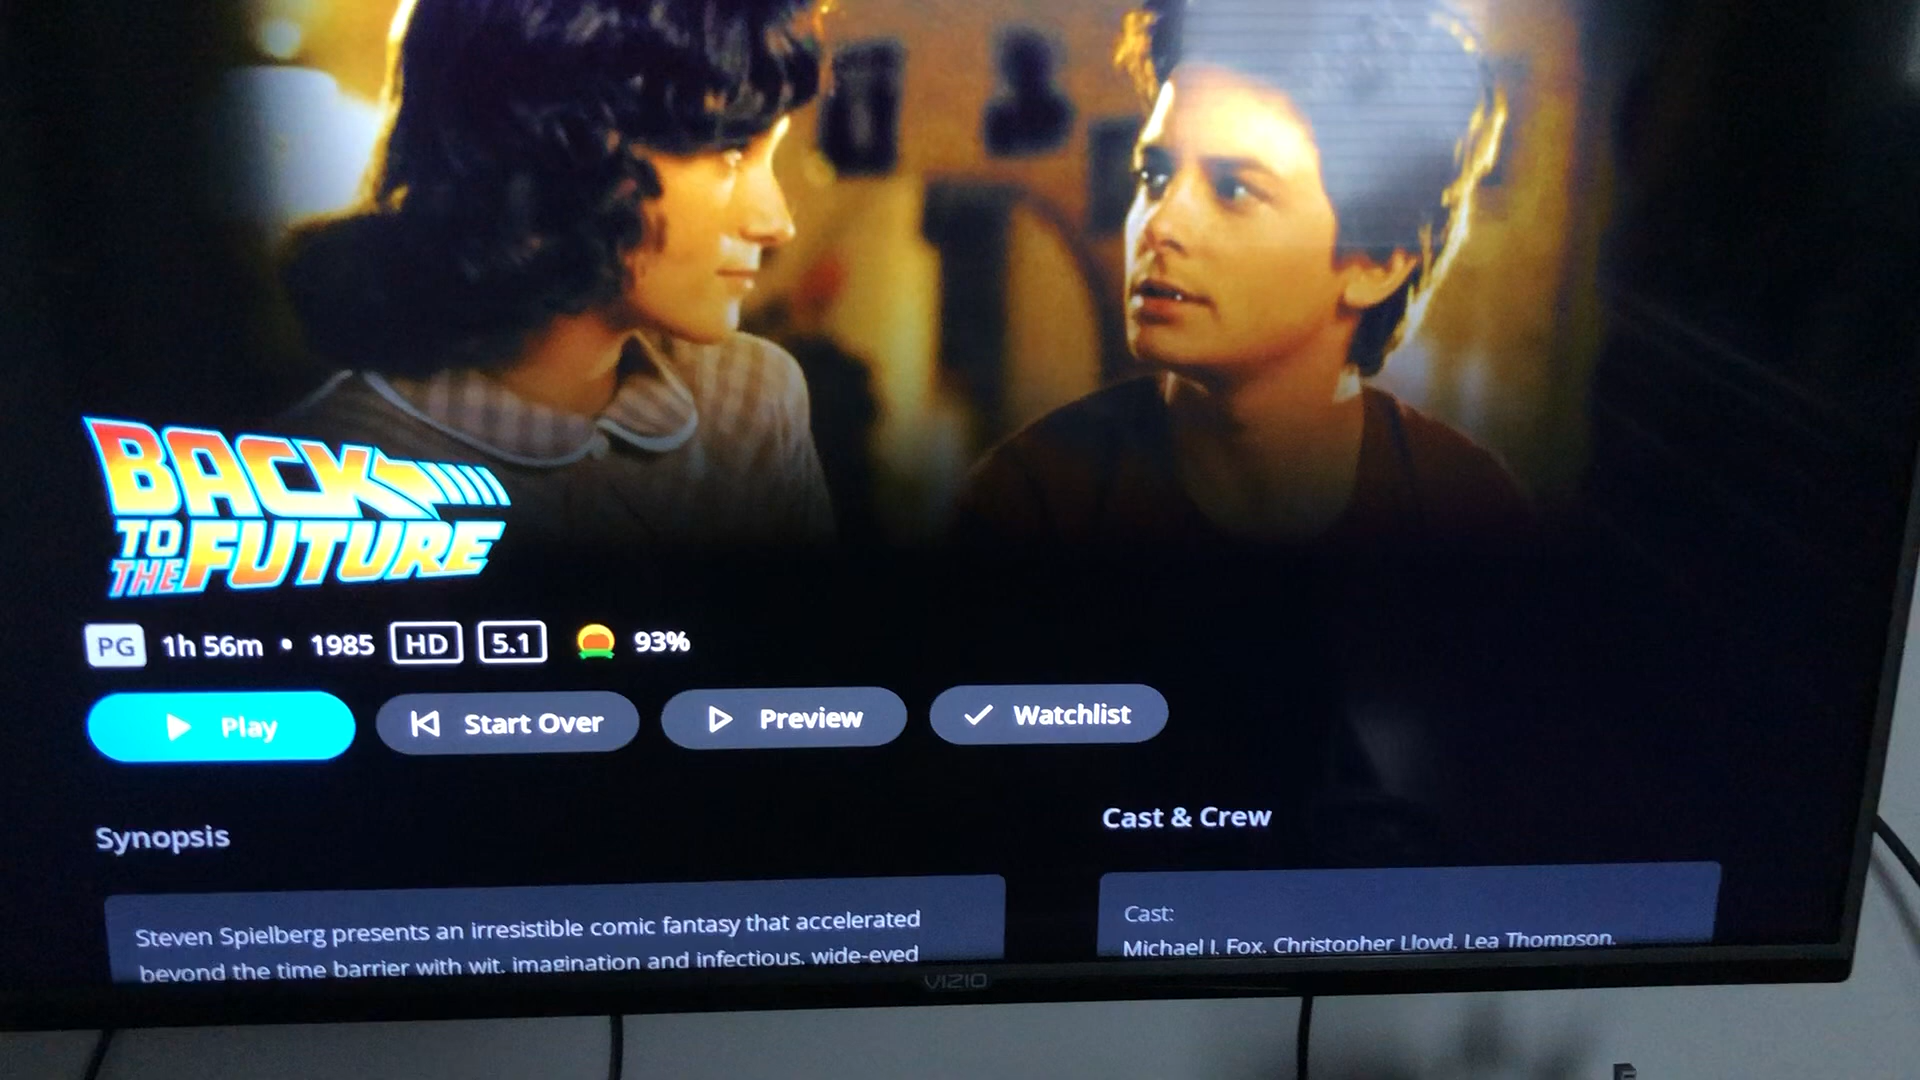 BACK
TO
THE FUTURE
PG 1h 56m • 1985 HD 5.1 93%
Play Start Over Preview Watchlist
Synopsis
Cast & Crew
Steven Spielberg presents an irresistible comic fantasy that accelerated
beyond the time barrier with wit, imagination and infectious, wide-eyed
Cast:
Michael J. Fox, Christopher Lloyd, Lea Thompson,
VIZIO